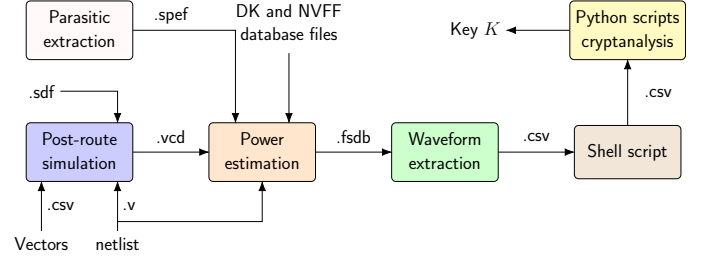 Parasitic
extraction
.spef
DK and NVFF
database files
Key K
Python scripts
cryptanalysis
.sdf
.csv
Post-route
simulation
.vcd
Power
estimation
.fsdb
Waveform
extraction
.csv
Shell script
.csv
.v
Vectors
netlist